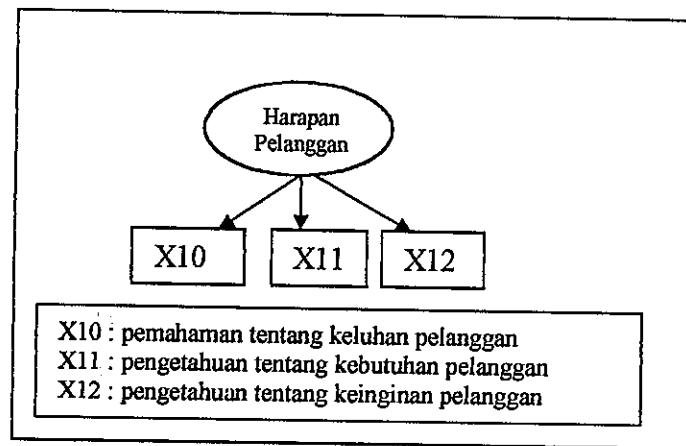 Harapan
Pelanggan
X10 X11 X12
X10 : pemahaman tentang keluhan pelanggan
X11 : pengetahuan tentang kebutuhan pelanggan
X12 : pengetahuan tentang keinginan pelanggan